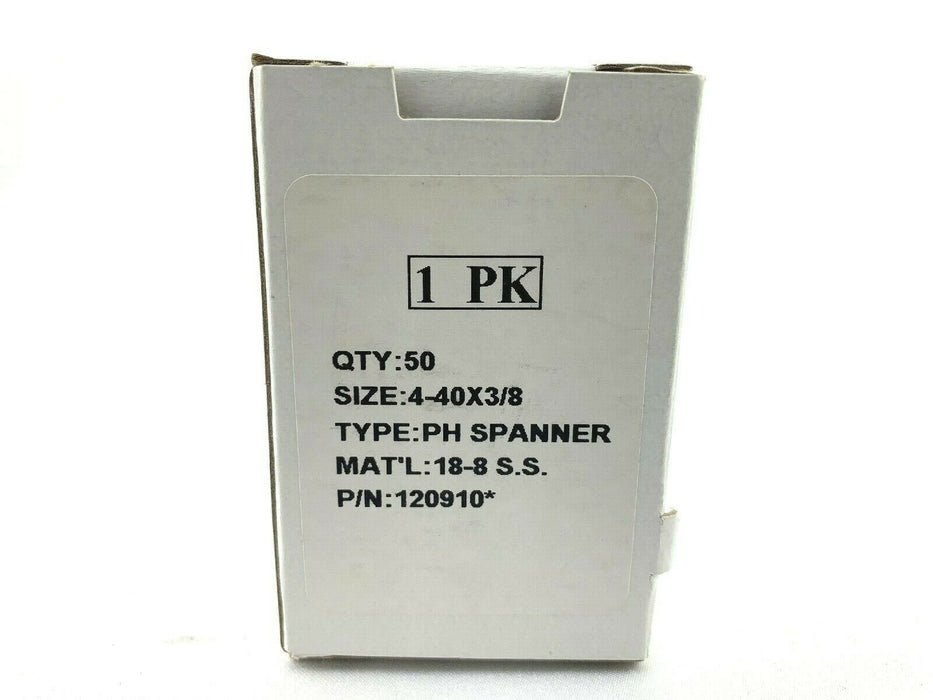 1 PK
QTY:50
SIZE:4-40X3/8
TYPE:PH SPANNER
MAT'L:18-8 S.S.
P/N:120910*